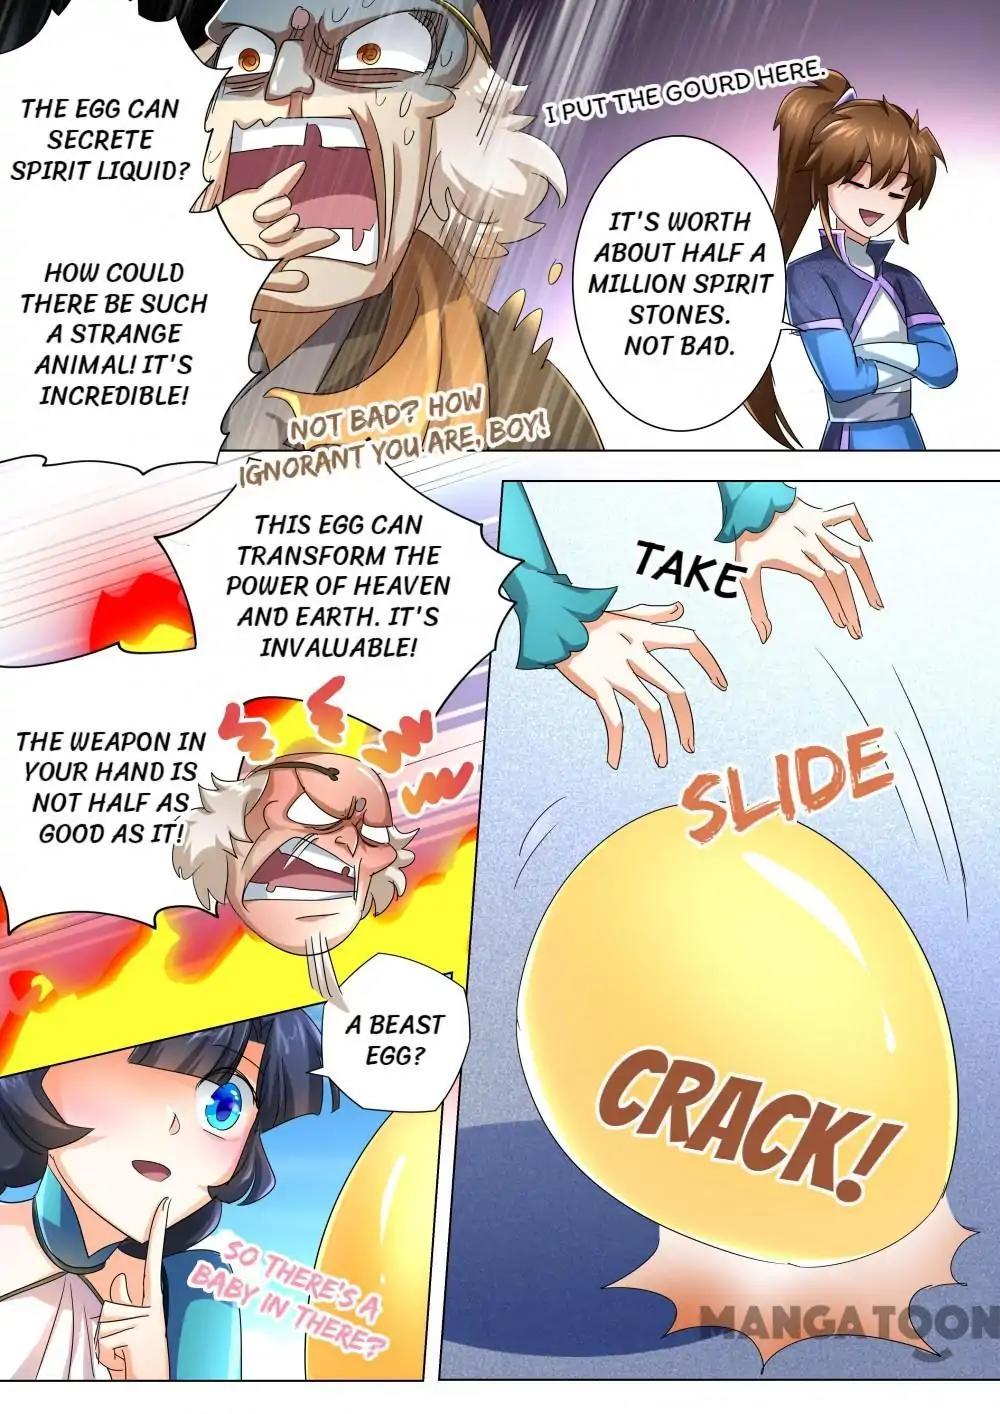 THE EGG CAN
SECRETE
SPIRIT LIQUID?
HOW COULD
THERE BE SUCH
A STRANGE
ANIMAL! IT'S
INCREDIBLE!
I PUT THE GOURD HERE.
IT'S WORTH
ABOUT HALF A
MILLION SPIRIT
STONES.
NOT BAD.
NOT BAD? HOW
IGNORANT YOU ARE, BOY!
THIS EGG CAN
TRANSFORM THE
POWER OF HEAVEN
AND EARTH. IT'S
INVALUABLE!
THE WEAPON IN
YOUR HAND IS
NOT HALF AS
GOOD AS IT!
A BEAST
EGG?
SO THERE'S A
BABY IN THERE?
TAKE
SLIDE
CRACK!
MANGATOON